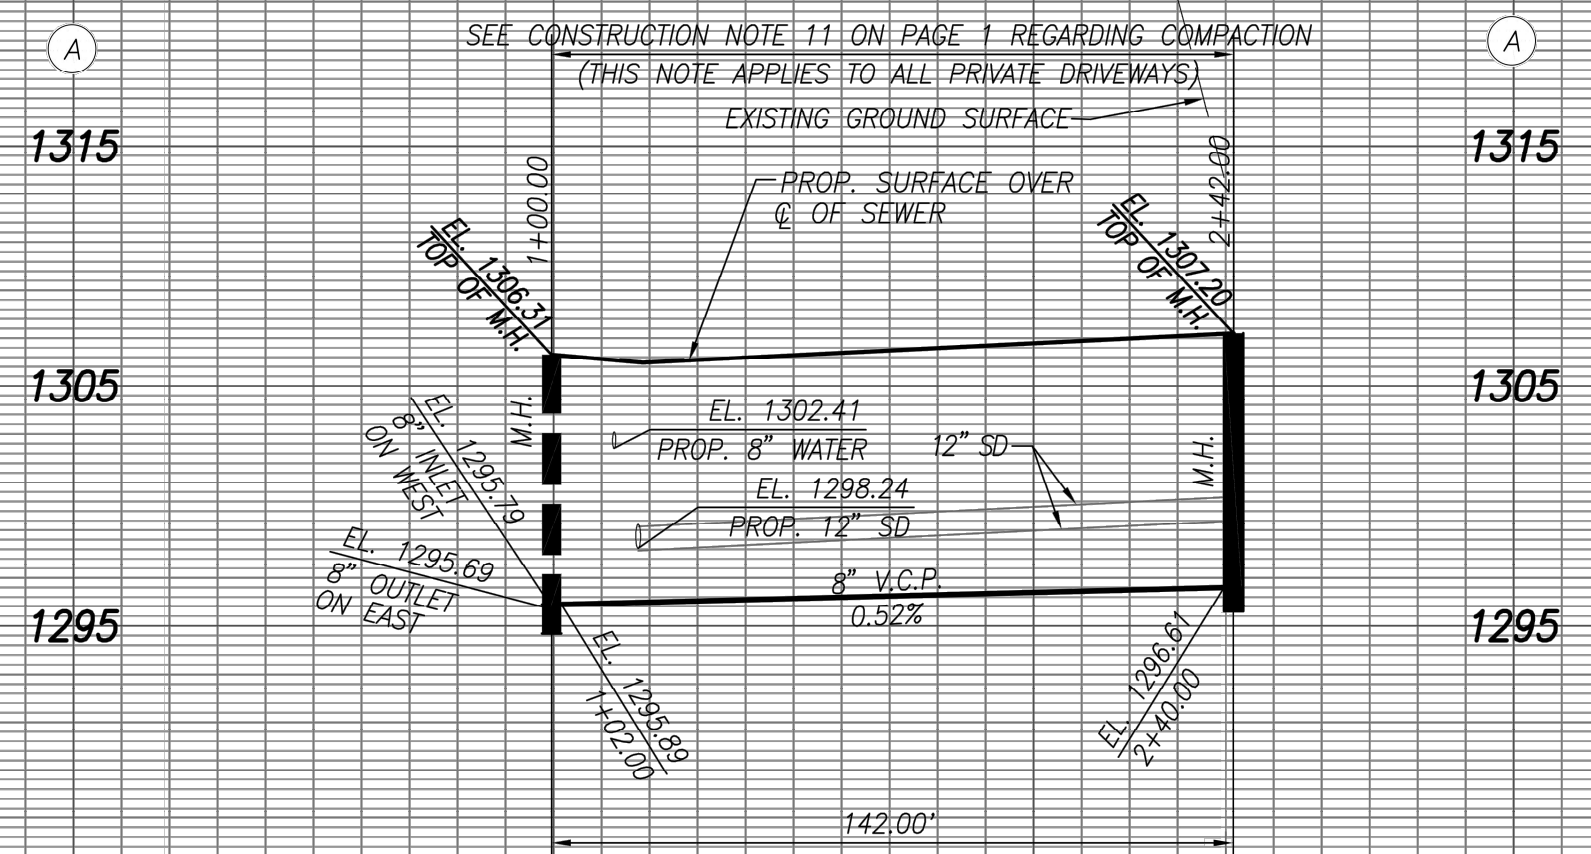 A
A
SEE CONSTRUCTION NOTE 11 ON PAGE 1 REGARDING COMPACTION
(THIS NOTE APPLIES TO ALL PRIVATE DRIVEWAYS)
EXISTING GROUND SURFACE
1315
1315
1+00.00
2+42.00
PROP. SURFACE OVER
℄ OF SEWER
EL. 1306.31
TOP OF M.H.
EL. 1307.20
TOP OF M.H.
1305
1305
M.H.
M.H.
EL. 1302.41
PROP. 8" WATER
12" SD
EL. 1298.24
PROP. 12" SD
EL. 1295.79
8" INLET
ON WEST
EL. 1295.69
8" OUTLET
ON EAST
8" V.C.P.
0.52%
1295
1295
EL. 1295.89
1+02.00
EL. 1296.61
2+40.00
142.00'